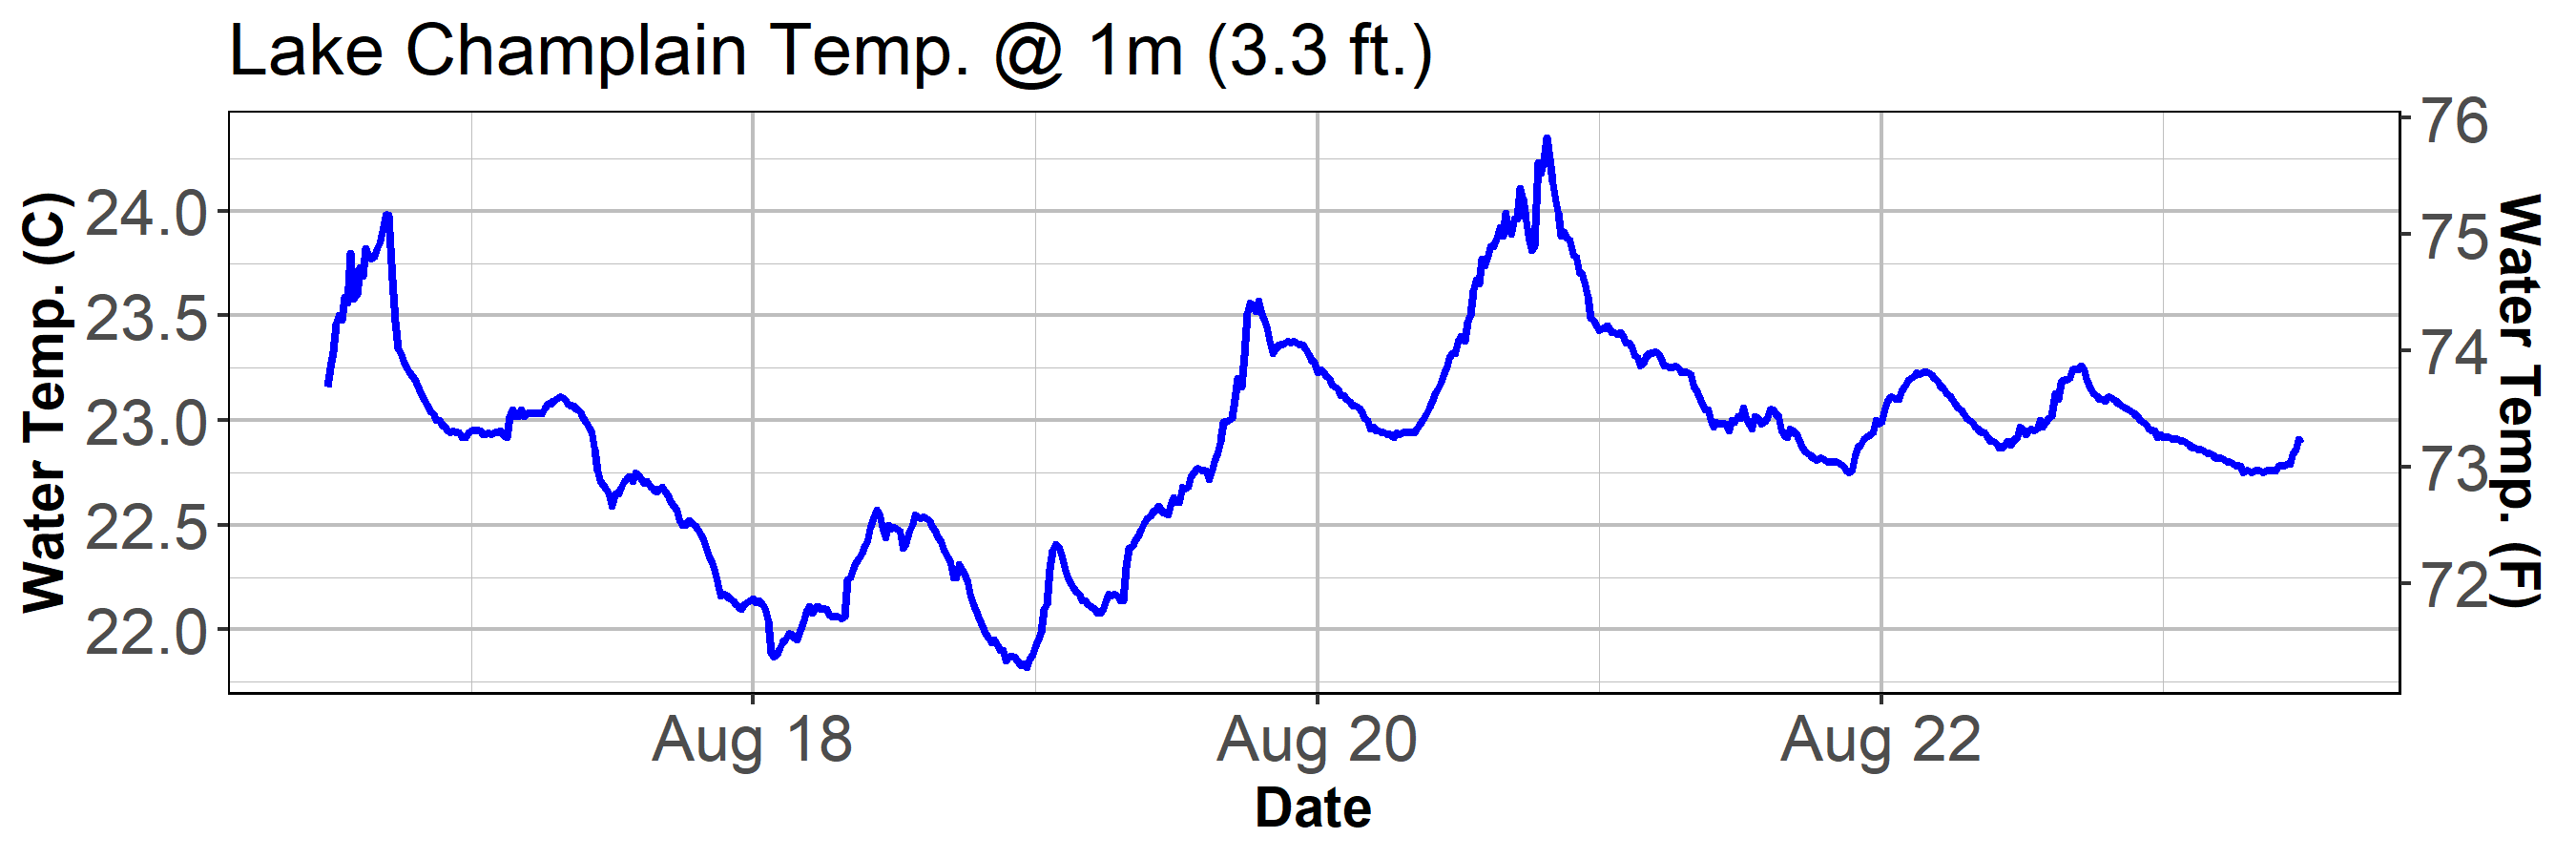 Lake Champlain Temp. @ 1m (3.3 ft.)
Water Temp. (C)
24.0
23.5
23.0
22.5
22.0
76
75
74
73
72
Water Temp. (F)
Aug 18 Aug 20 Aug 22
Date